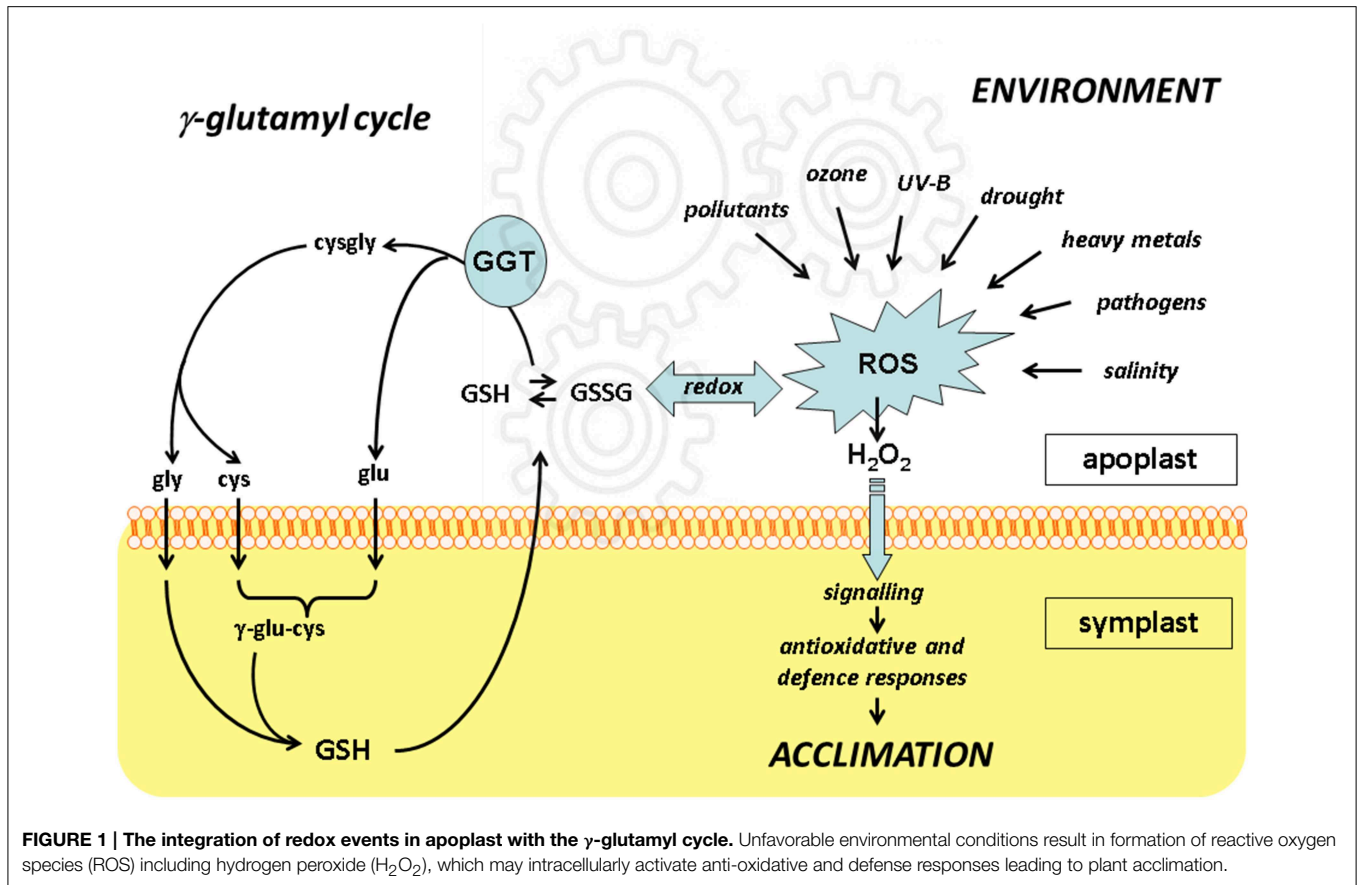 γ-glutamyl cycle
ENVIRONMENT
ozone
UV-B
drought
pollutants
heavy metals
pathogens
salinity
cysgly
GGT
ROS
GSH
GSSG
redox
H₂O₂
apoplast
gly
cys
glu
signalling
symplast
γ-glu-cys
antioxidative and
defence responses
GSH
ACCLIMATION
FIGURE 1 | The integration of redox events in apoplast with the γ-glutamyl cycle. Unfavorable environmental conditions result in formation of reactive oxygen
species (ROS) including hydrogen peroxide (H₂O₂), which may intracellularly activate anti-oxidative and defense responses leading to plant acclimation.